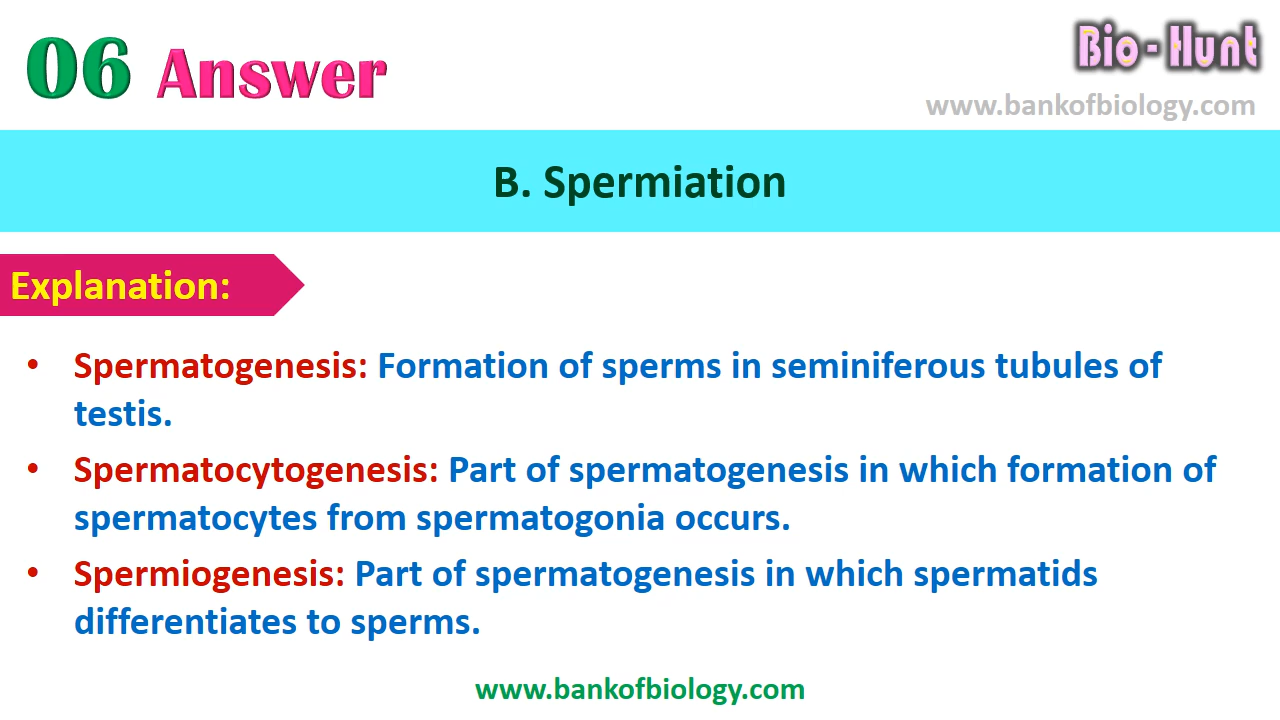 06 Answer
Bio - Hunt
www.bankofbiology.com
B. Spermiation
Explanation:
• Spermatogenesis: Formation of sperms in seminiferous tubules of
testis.
• Spermatocytogenesis: Part of spermatogenesis in which formation of
spermatocytes from spermatogonia occurs.
• Spermiogenesis: Part of spermatogenesis in which spermatids
differentiates to sperms.
www.bankofbiology.com